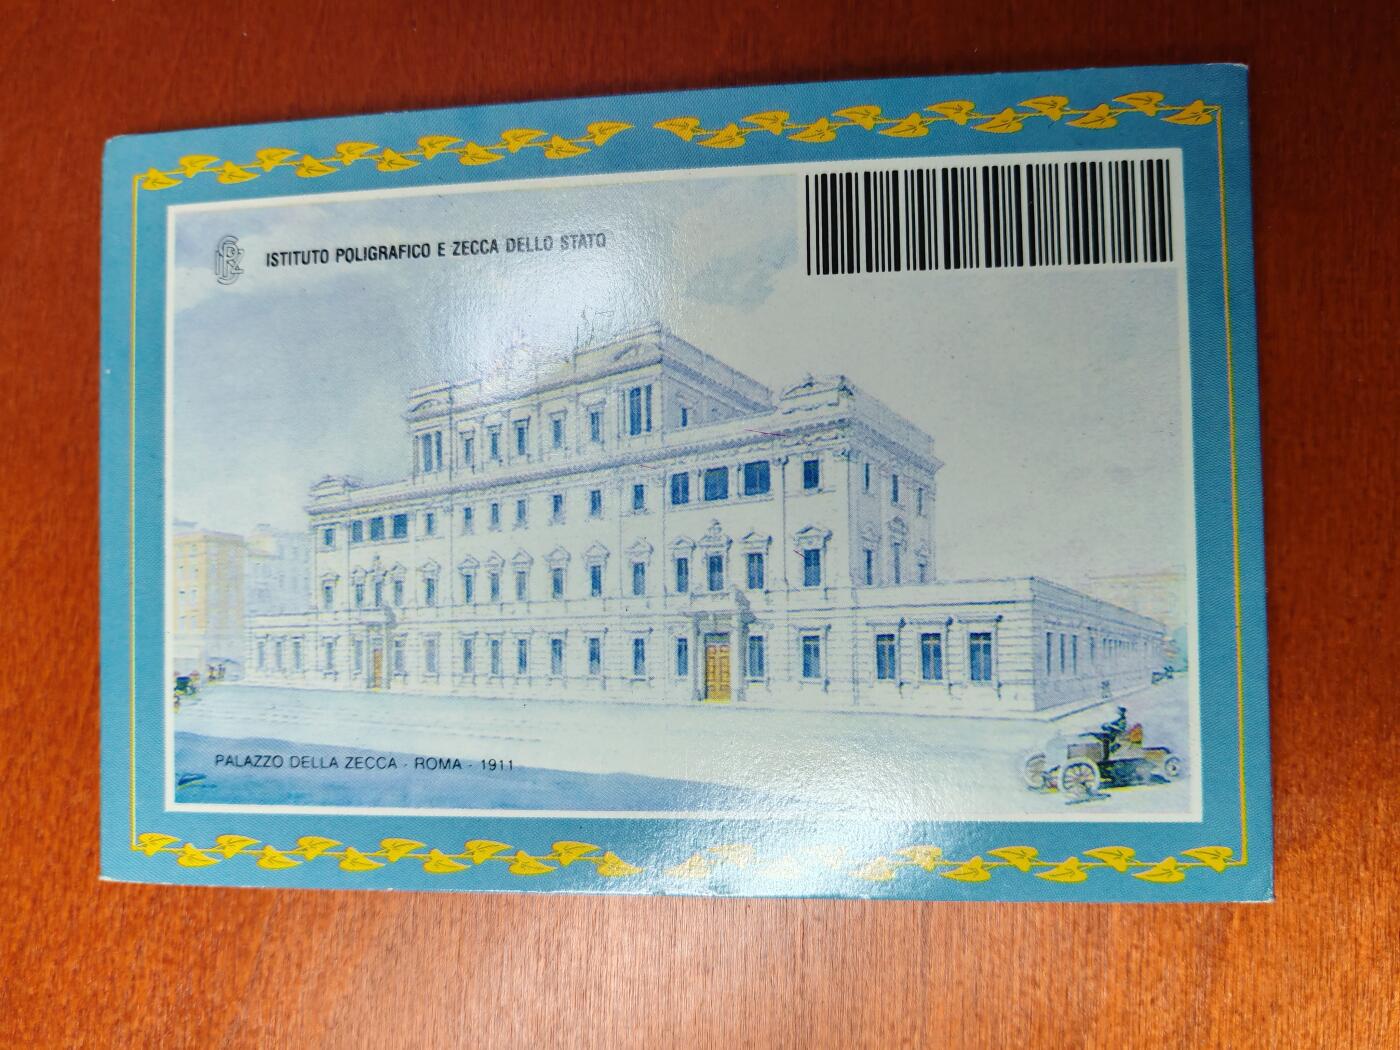 ISTITUTO POLIGRAFICO E ZECCA DELLO STATO
PALAZZO DELLA ZECCA - ROMA - 1911